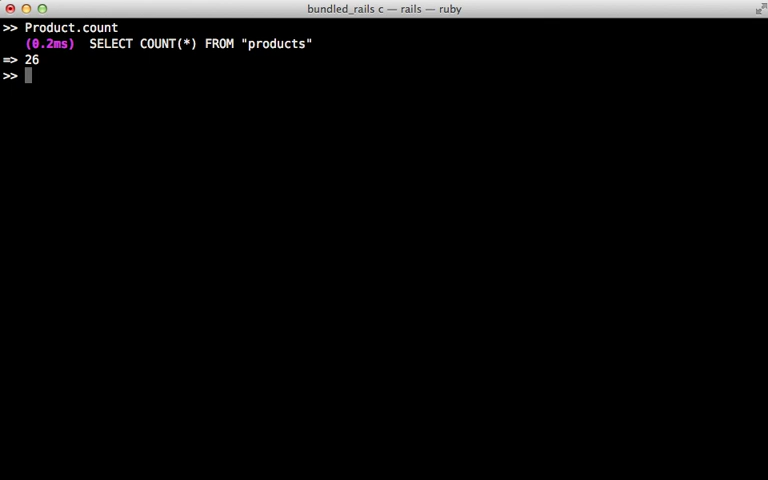 bundled_rails c — rails — ruby
>> Product.count
(0.2ms)  SELECT COUNT(*) FROM "products"
=> 26
>>